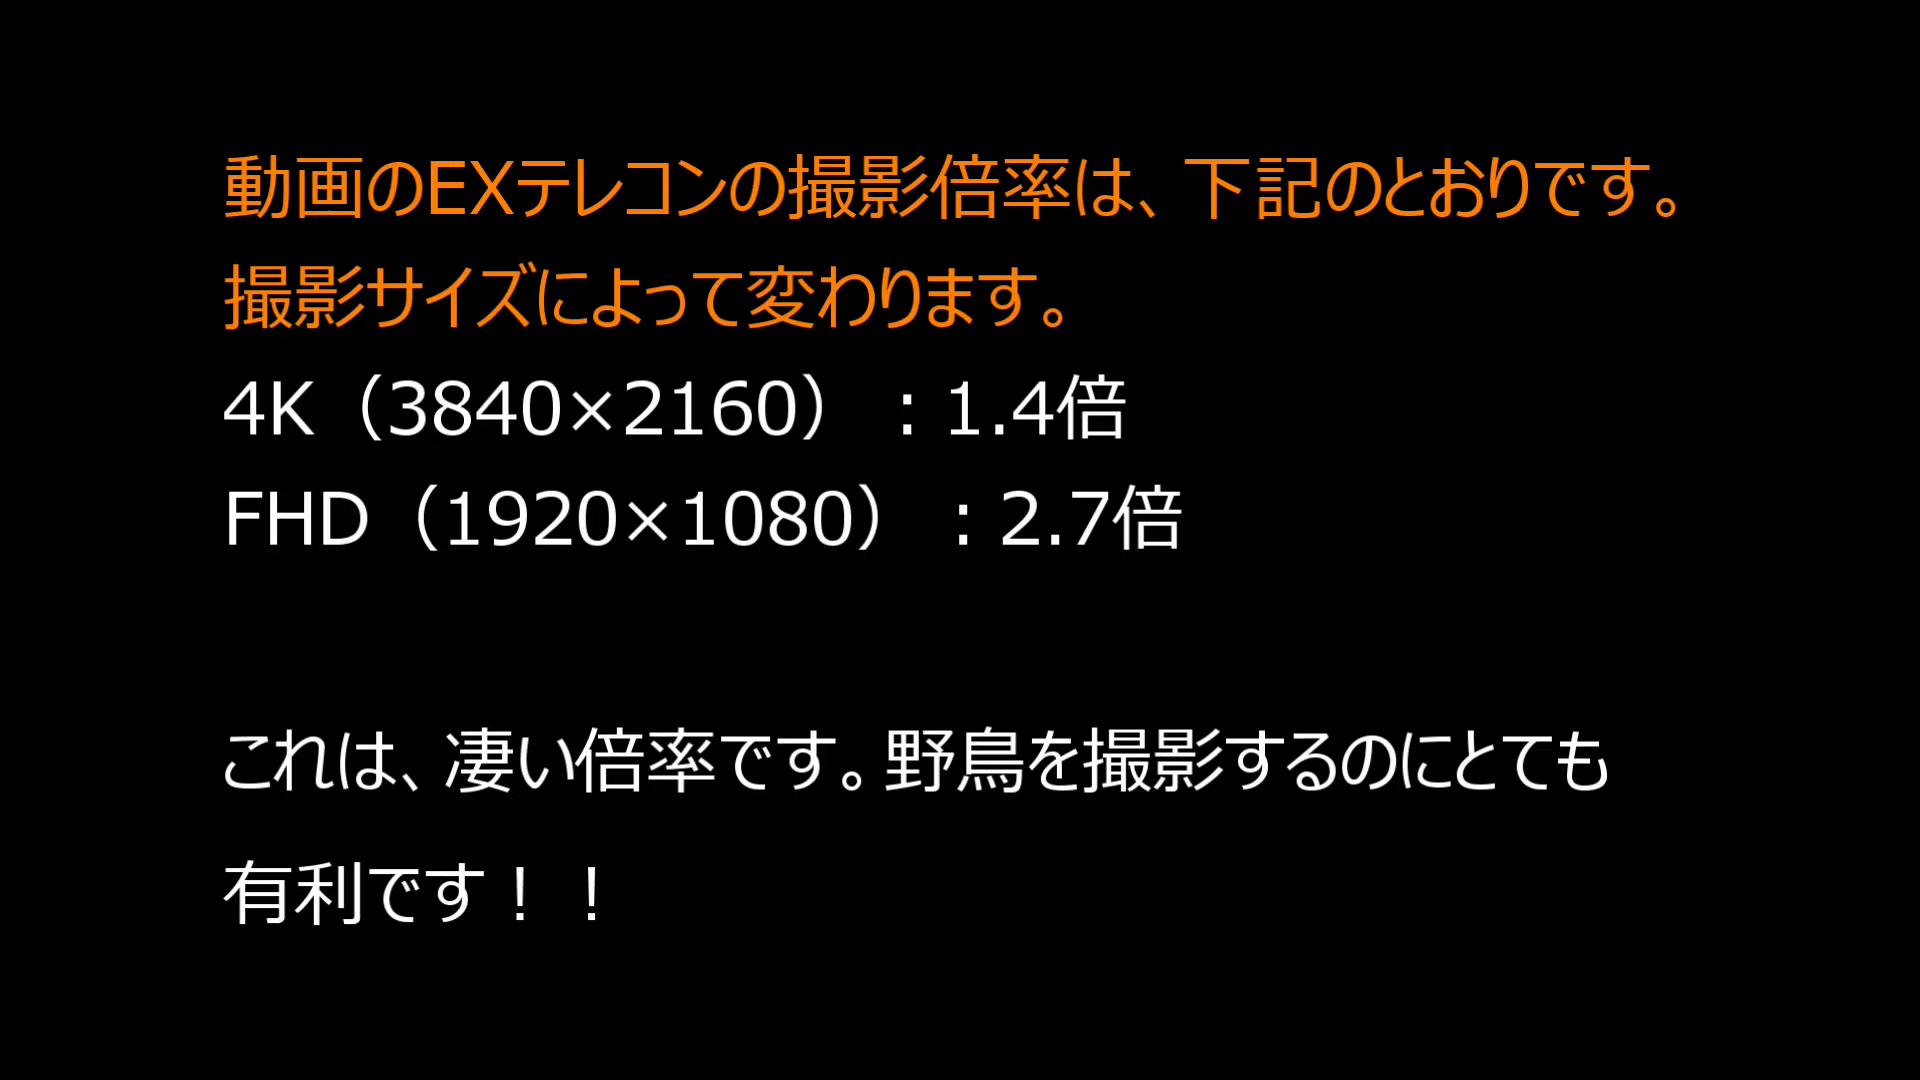 動画のEXテレコンの撮影倍率は、下記のとおりです。
撮影サイズによって変わります。
4K（3840×2160）：1.4倍
FHD（1920×1080）：2.7倍
これは、凄い倍率です。野鳥を撮影するのにとても
有利です！！